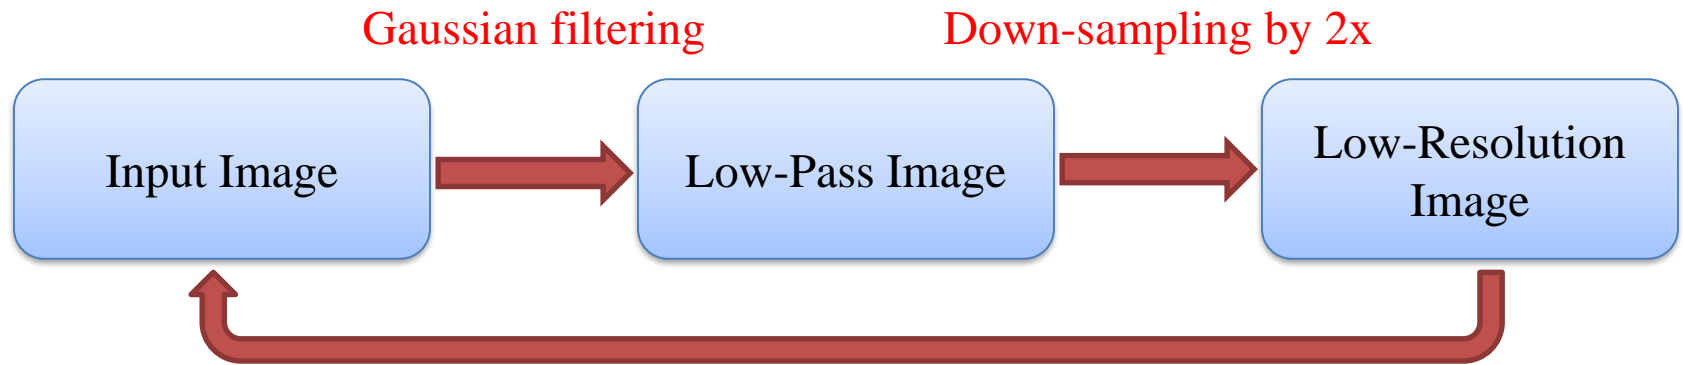 Gaussian filtering
Down-sampling by 2x
Input Image
Low-Pass Image
Low-Resolution
Image